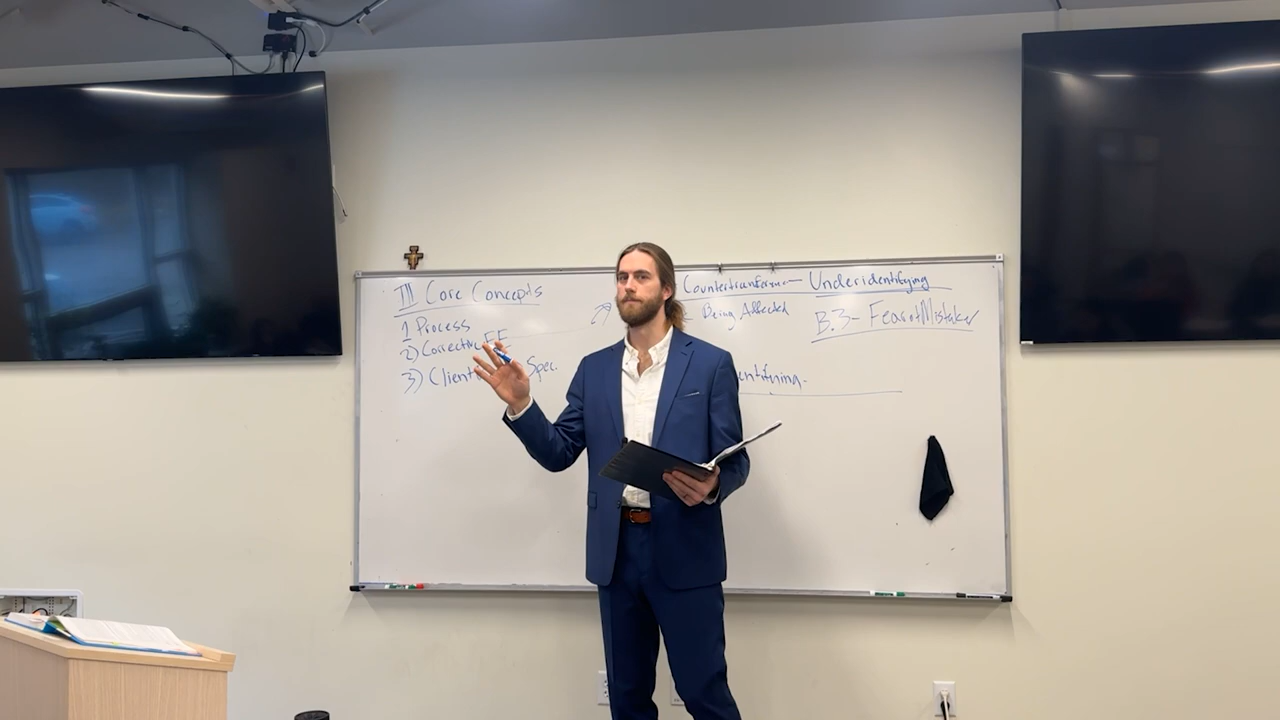 III Core Concepts
1 Process
2) Corrective EE
3) Client Spec.
Countertransference - Underidentifying
Being Affected
B.3 - Fear of Mistakes
entifying.